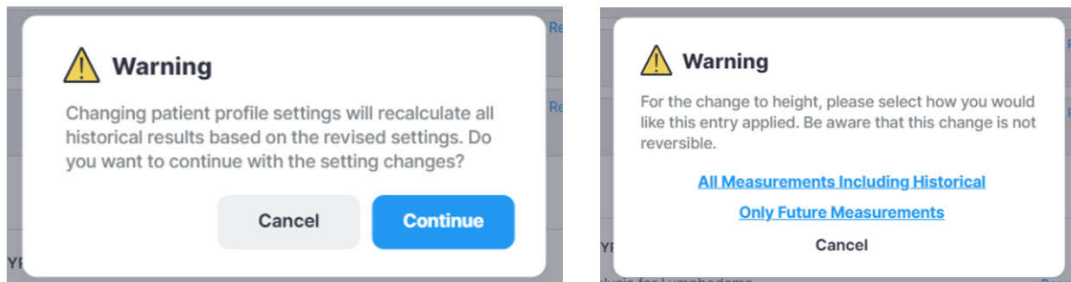 Warning
Changing patient profile settings will recalculate all
historical results based on the revised settings. Do
you want to continue with the setting changes?
Cancel
Continue
Re
Re
Warning
For the change to height, please select how you would
like this entry applied. Be aware that this change is not
reversible.
All Measurements Including Historical
Only Future Measurements
Cancel